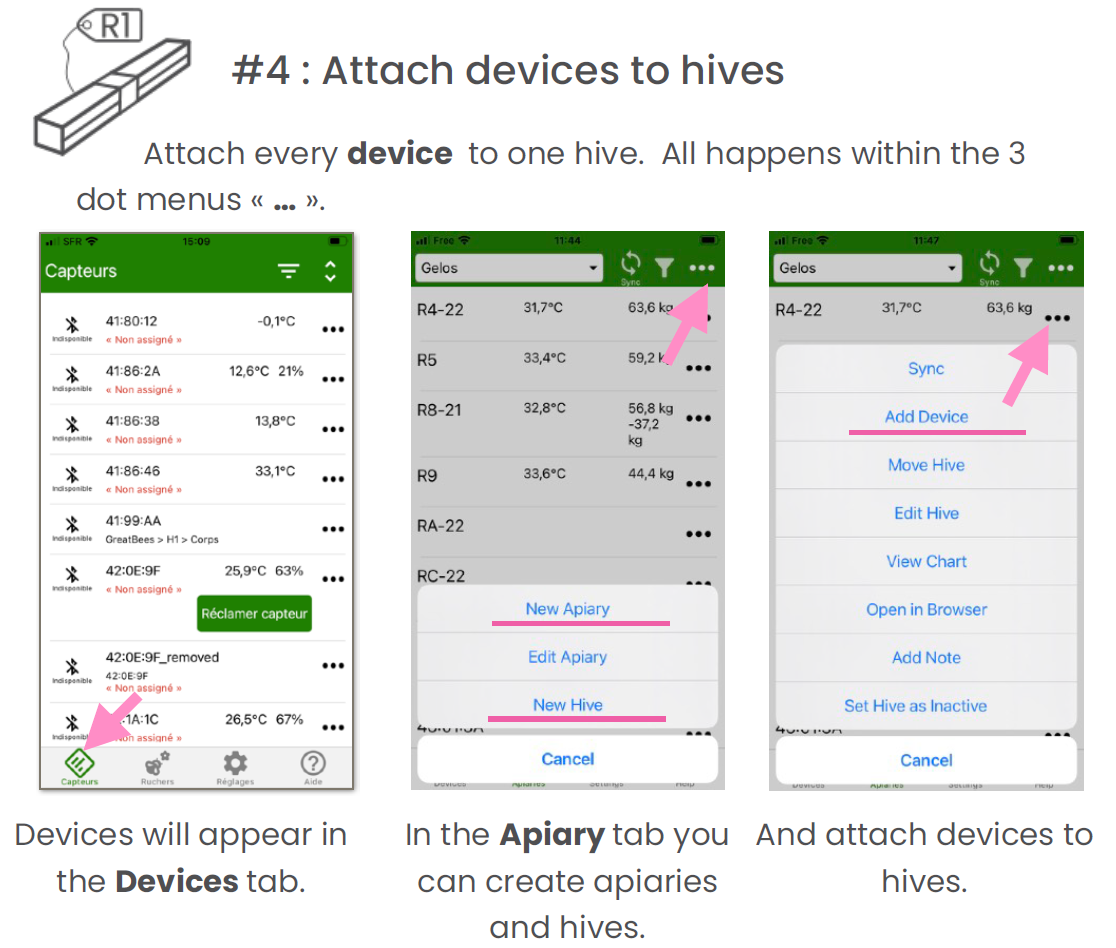 R1
#4 : Attach devices to hives
Attach every device to one hive. All happens within the 3
dot menus « ... ».
SFR 15:09
Capteurs
41:80:12 -0,1°C
Indisponible « Non assigné »
41:86:2A 12,6°C 21%
Indisponible « Non assigné »
41:86:38 13,8°C
Indisponible « Non assigné »
41:86:46 33,1°C
Indisponible « Non assigné »
41:99:AA
Indisponible GreatBees > H1 > Corps
42:0E:9F 25,9°C 63%
Indisponible « Non assigné »
Réclamer capteur
42:0E:9F_removed
42:0E:9F
Indisponible « Non assigné »
:1A:1C 26,5°C 67%
Non assigné »
Capteurs Ruchers Réglages Aide
Devices will appear in
the Devices tab.
Free 11:44
Gelos
Sync
R4-22 31,7°C 63,6 kg
R5 33,4°C 59,2
R8-21 32,8°C 56,8 kg
-37,2
kg
R9 33,6°C 44,4 kg
RA-22
RC-22
New Apiary
Edit Apiary
New Hive
Cancel
Devices Apiaries Settings Help
In the Apiary tab you
can create apiaries
and hives.
Free 11:47
Gelos
Sync
R4-22 31,7°C 63,6 kg
Sync
Add Device
Move Hive
Edit Hive
View Chart
Open in Browser
Add Note
Set Hive as Inactive
Cancel
Devices Apiaries Settings Help
And attach devices to
hives.